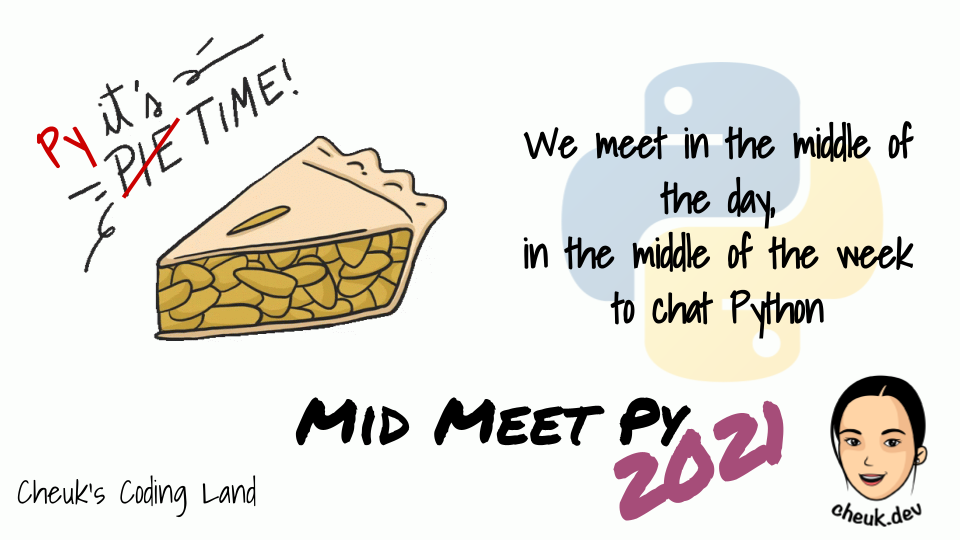 it's
Py PIE TIME!
We meet in the middle of
the day,
in the middle of the week
to chat Python
Mid Meet Py
2021
Cheuk's Coding Land
cheuk.dev